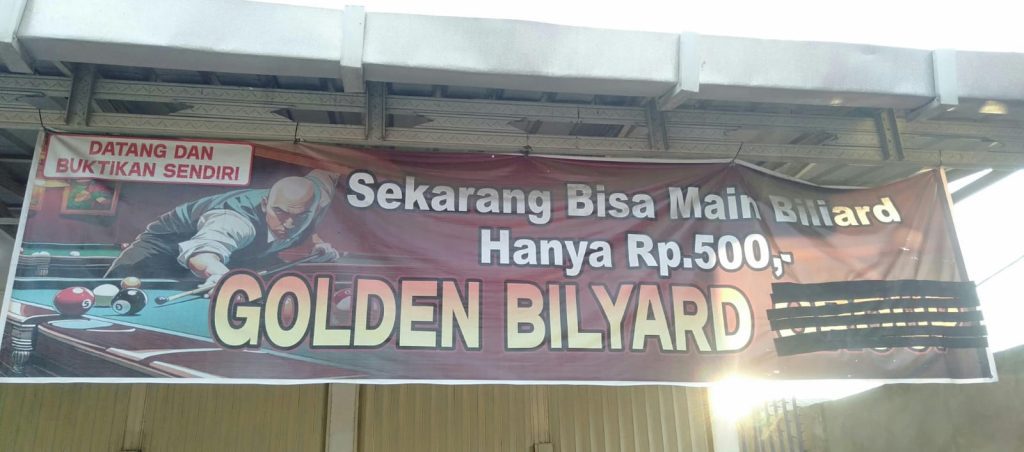 DATANG DAN
BUKTIKAN SENDIRI
Sekarang Bisa Main Biliard
Hanya Rp.500,-
GOLDEN BILYARD